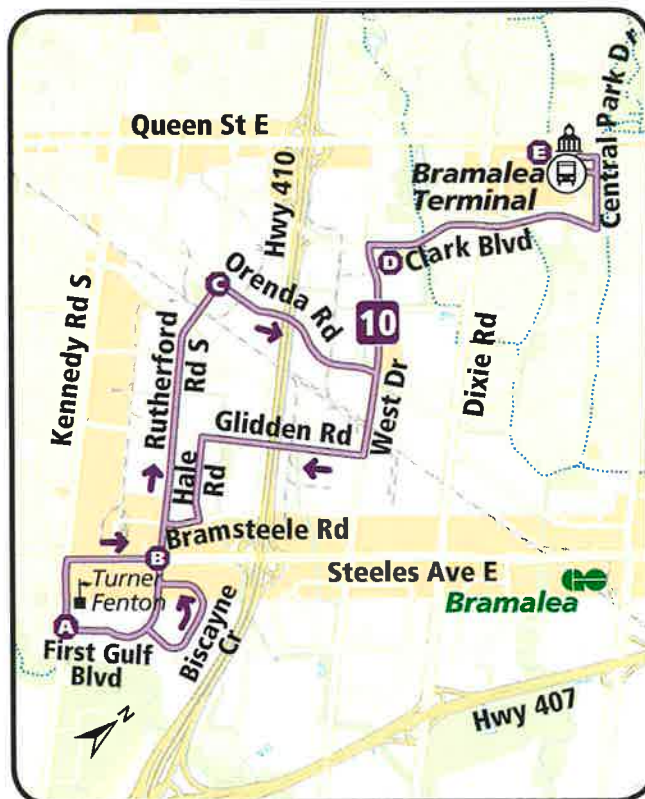 Central Park D
Queen St E
E
Bramalea
Terminal
Hwy 410
Clark Blvd
D
C
Orenda Rd
10
Kennedy Rd S
Rutherford
Rd S
Dixie Rd
West Dr
Glidden Rd
Hale
Rd
Bramsteele Rd
B
Steeles Ave E
Turner
Fenton
Bramalea
A
First Gulf
Blvd
Biscayne
Cr
Hwy 407
N